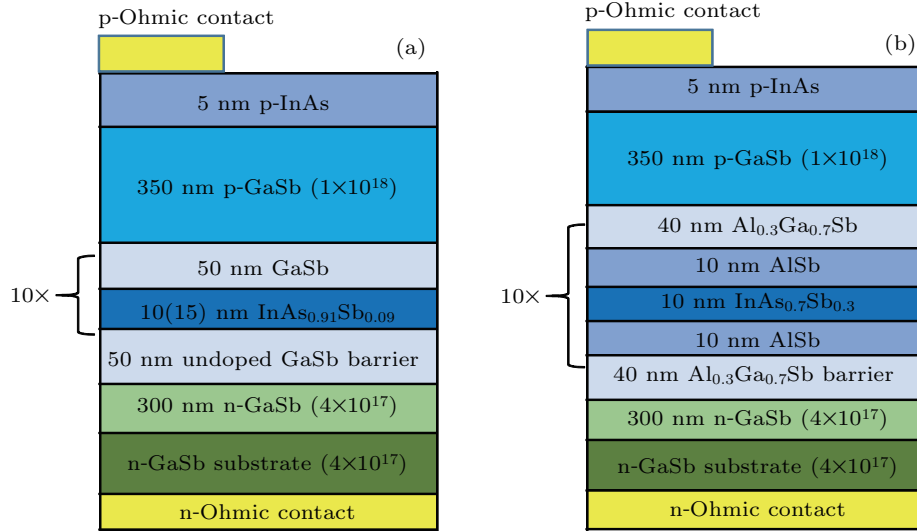 p-Ohmic contact
(a)
5 nm p-InAs
350 nm p-GaSb (1×10¹⁸)
10×
50 nm GaSb
10(15) nm InAs₀.₉₁Sb₀.₀₉
50 nm undoped GaSb barrier
300 nm n-GaSb (4×10¹⁷)
n-GaSb substrate (4×10¹⁷)
n-Ohmic contact
p-Ohmic contact
(b)
5 nm p-InAs
350 nm p-GaSb (1×10¹⁸)
10×
40 nm Al₀.₃Ga₀.₇Sb
10 nm AlSb
10 nm InAs₀.₇Sb₀.₃
10 nm AlSb
40 nm Al₀.₃Ga₀.₇Sb barrier
300 nm n-GaSb (4×10¹⁷)
n-GaSb substrate (4×10¹⁷)
n-Ohmic contact